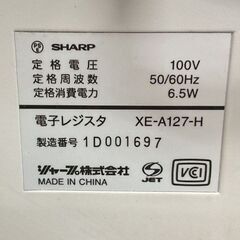 SHARP
定格電圧 100V
定格周波数 50/60Hz
定格消費電力 6.5W
電子レジスタ XE-A127-H
製造番号 1D001697
シャープ株式会社
MADE IN CHINA
JET
VCI